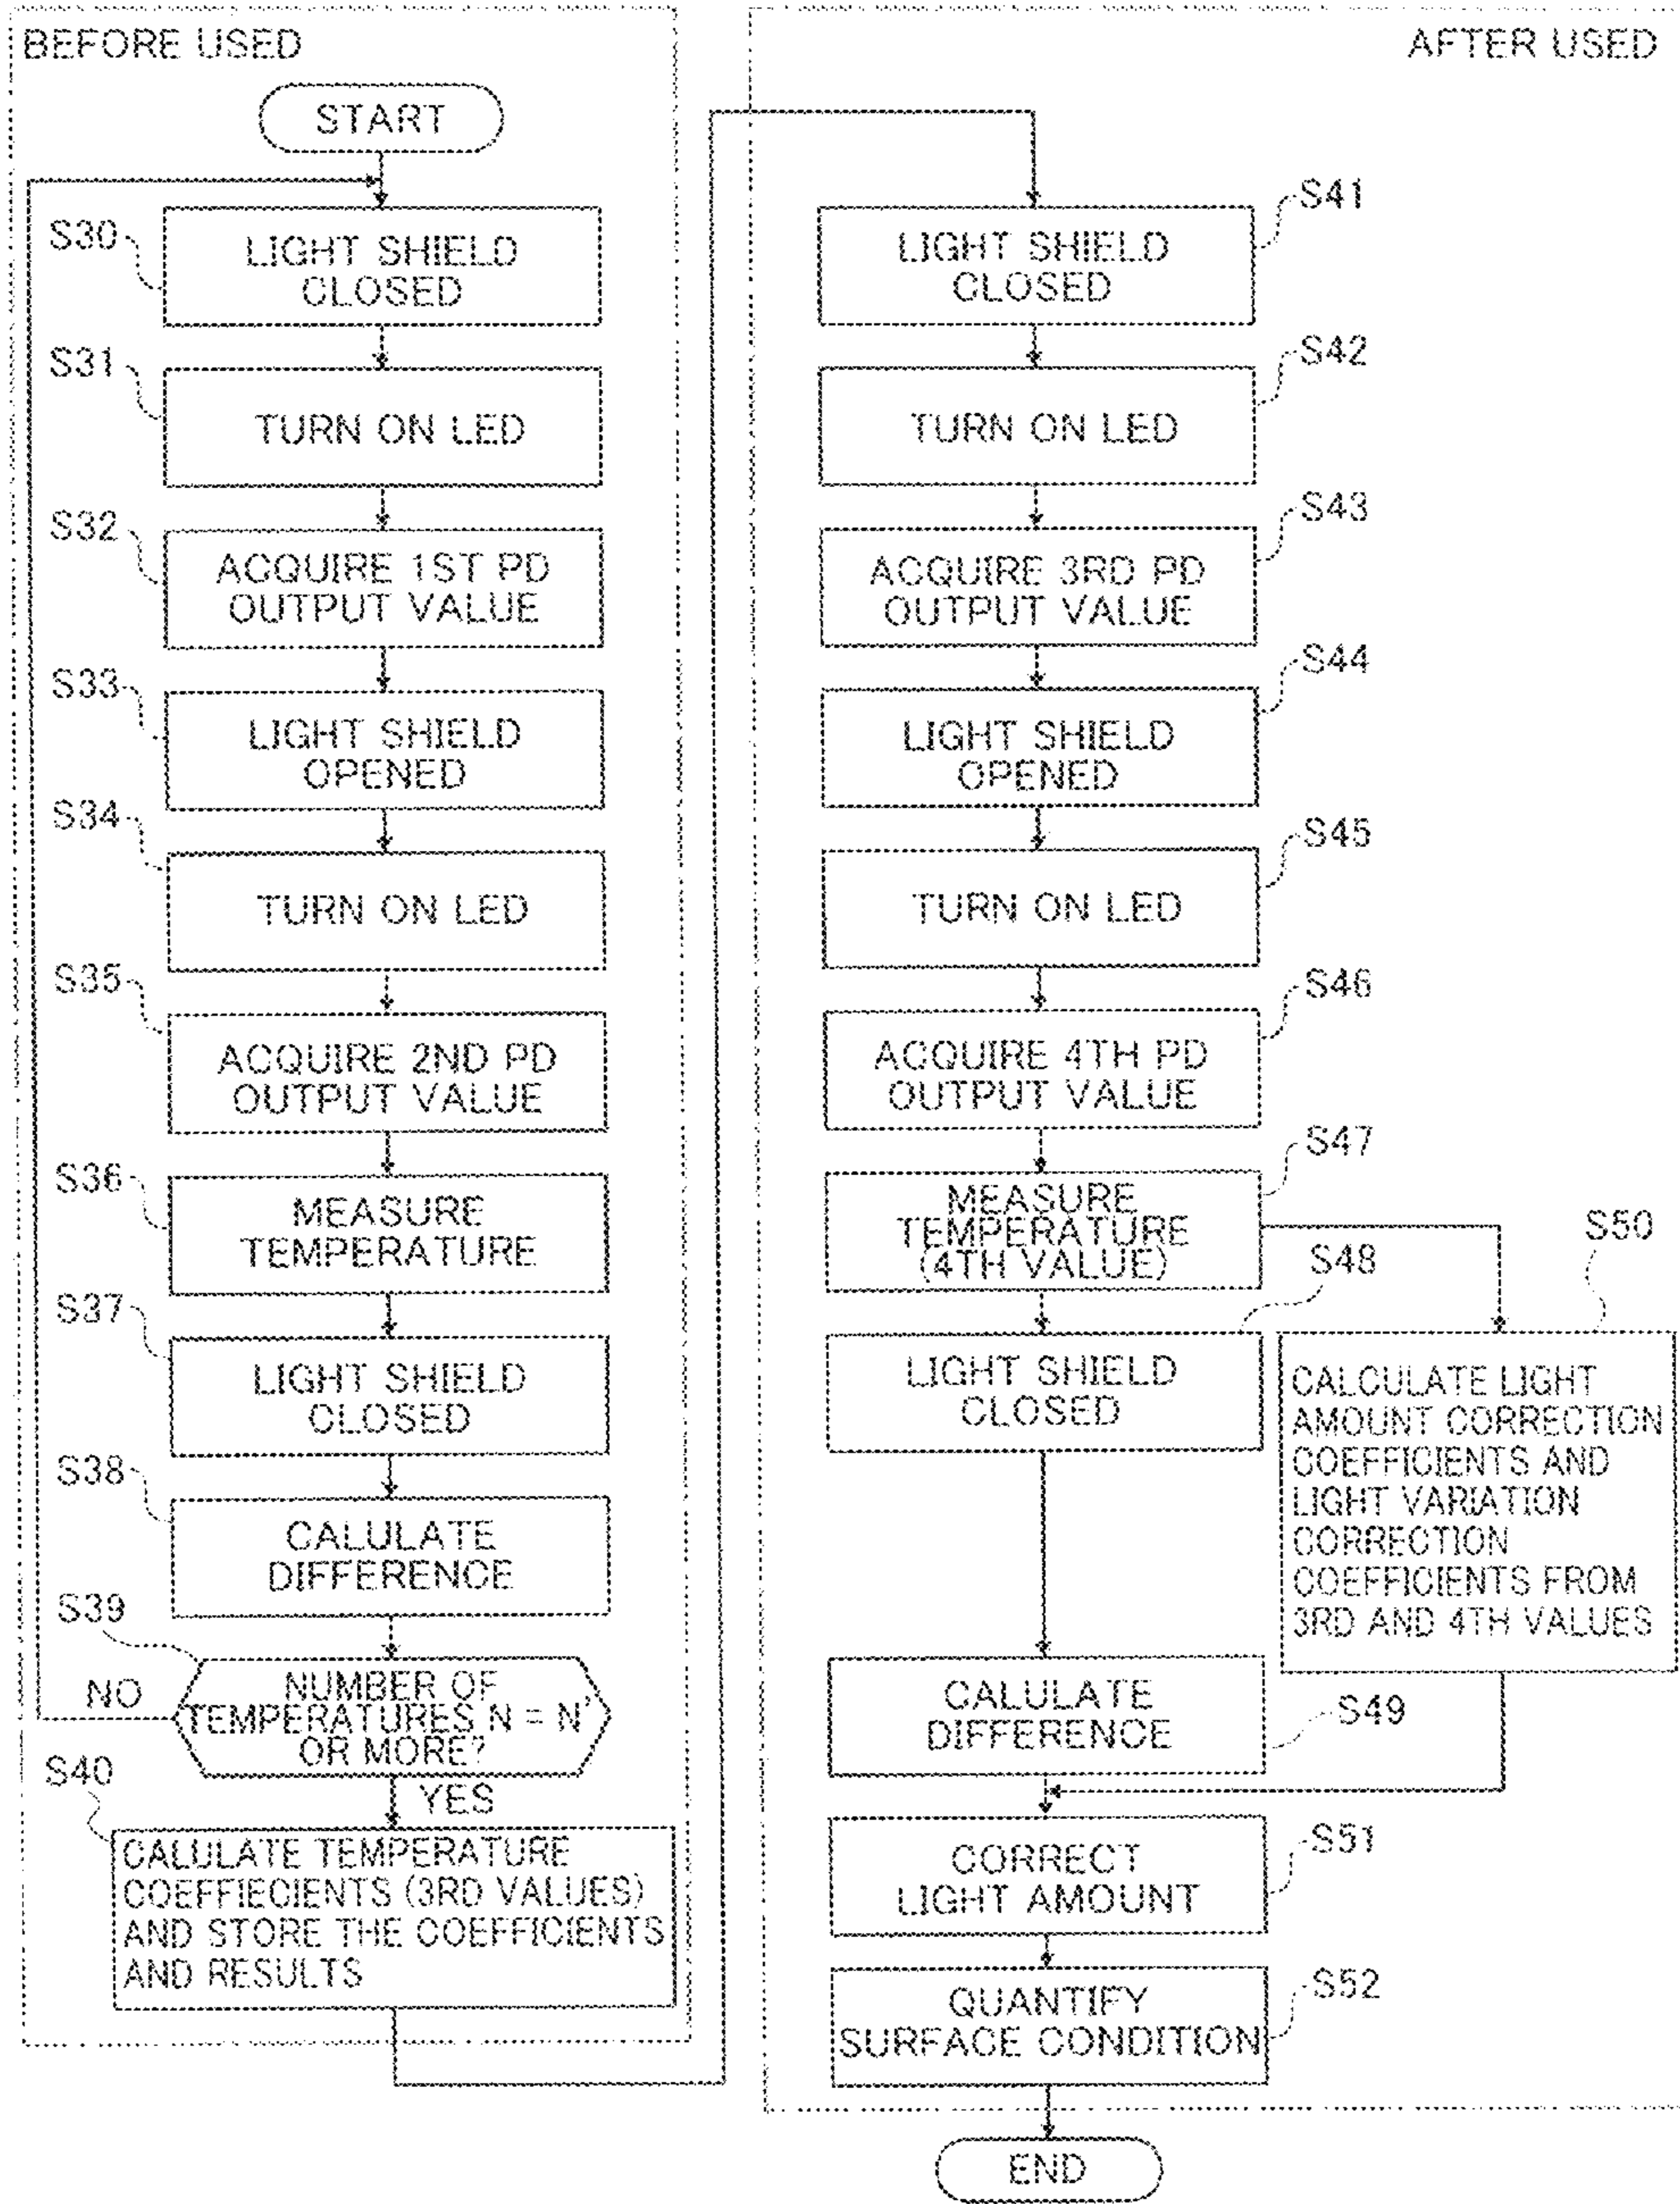 BEFORE USED
START
S30
LIGHT SHIELD
CLOSED
S31
TURN ON LED
S32
ACQUIRE 1ST PD
OUTPUT VALUE
S33
LIGHT SHIELD
OPENED
S34
TURN ON LED
S35
ACQUIRE 2ND PD
OUTPUT VALUE
S36
MEASURE
TEMPERATURE
S37
LIGHT SHIELD
CLOSED
S38
CALULATE
DIFFERENCE
S39
NUMBER OF
TEMPERATURES N = N'
OR MORE?
NO
YES
S40
CALULATE TEMPERATURE
COEFFIECIENTS (3RD VALUES)
AND STORE THE COEFFICIENTS
AND RESULTS
AFTER USED
S41
LIGHT SHIELD
CLOSED
S42
TURN ON LED
S43
ACQUIRE 3RD PD
OUTPUT VALUE
S44
LIGHT SHIELD
OPENED
S45
TURN ON LED
S46
ACQUIRE 4TH PD
OUTPUT VALUE
S47
MEASURE
TEMPERATURE
(4TH VALUE)
S48
LIGHT SHIELD
CLOSED
S50
CALCULATE LIGHT
AMOUNT CORRECTION
COEFFICIENTS AND
LIGHT VARIATION
CORRECTION
COEFFICIENTS FROM
3RD AND 4TH VALUES
CALULATE
DIFFERENCE
S49
CORRECT
LIGHT AMOUNT
S51
QUANTIFY
SURFACE CONDITION
S52
END